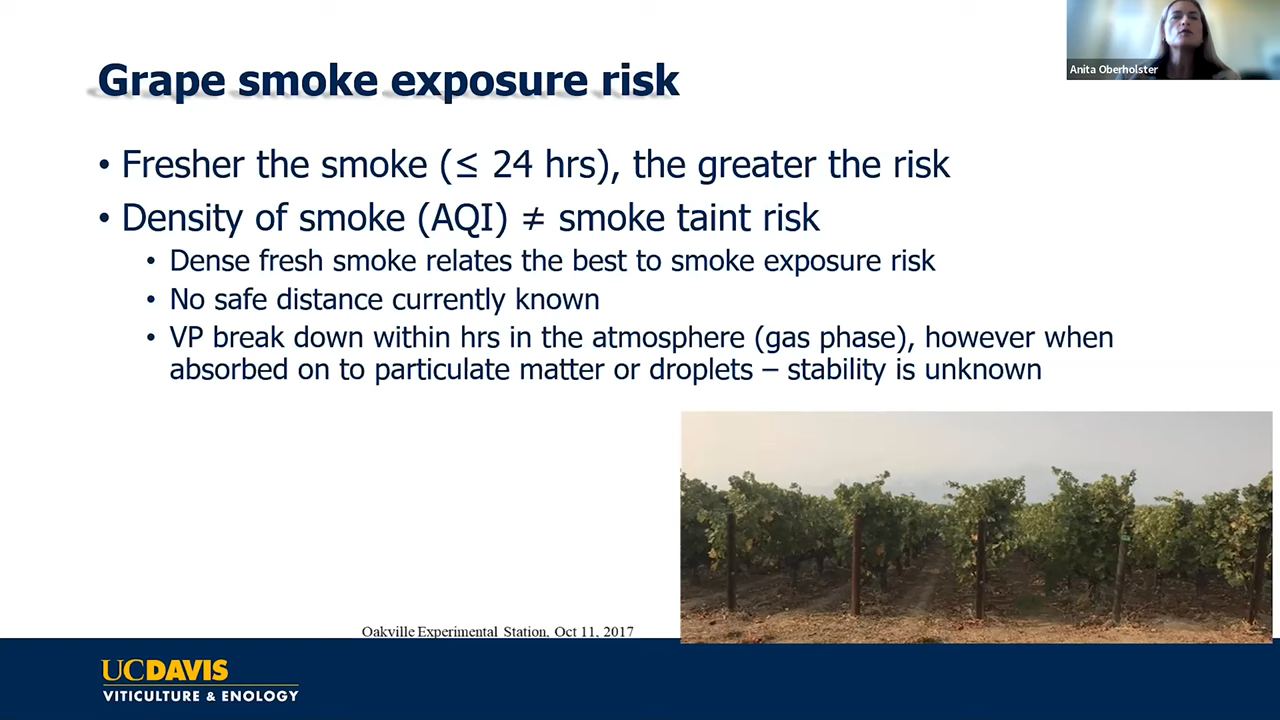 Anita Oberholster
Grape smoke exposure risk
• Fresher the smoke (≤ 24 hrs), the greater the risk
• Density of smoke (AQI) ≠ smoke taint risk
• Dense fresh smoke relates the best to smoke exposure risk
• No safe distance currently known
• VP break down within hrs in the atmosphere (gas phase), however when
absorbed on to particulate matter or droplets – stability is unknown
Oakville Experimental Station, Oct 11, 2017
UCDAVIS
VITICULTURE & ENOLOGY